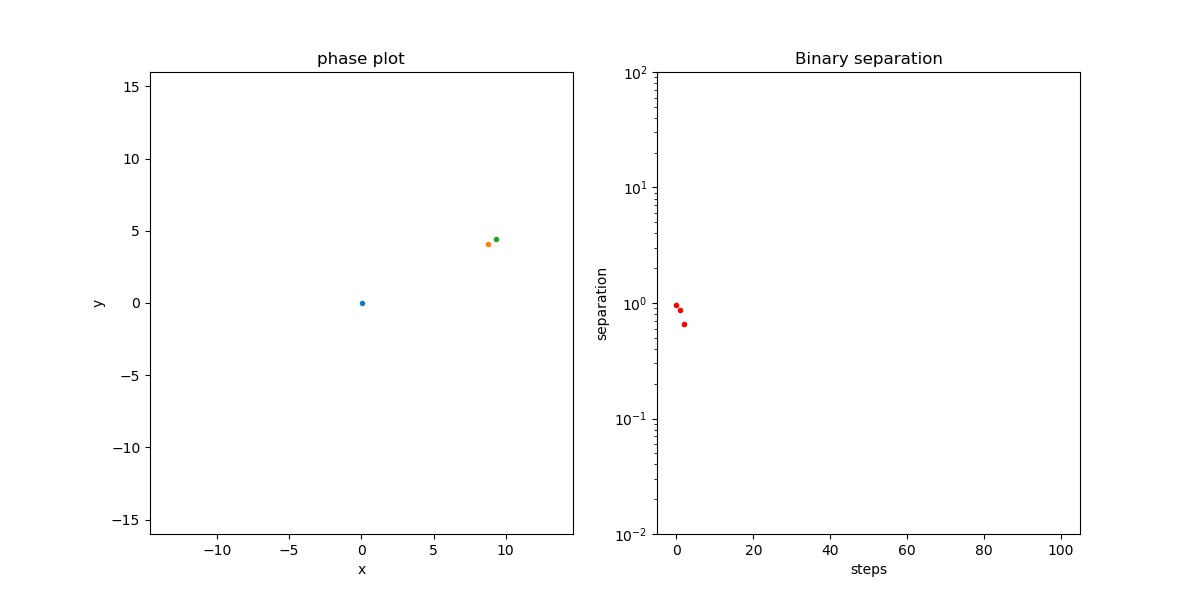 phase plot
15
10
5
0
−5
−10
−15
y
−10 −5 0 5 10
x
Binary separation
10²
10¹
10⁰
10⁻¹
10⁻²
separation
0 20 40 60 80 100
steps